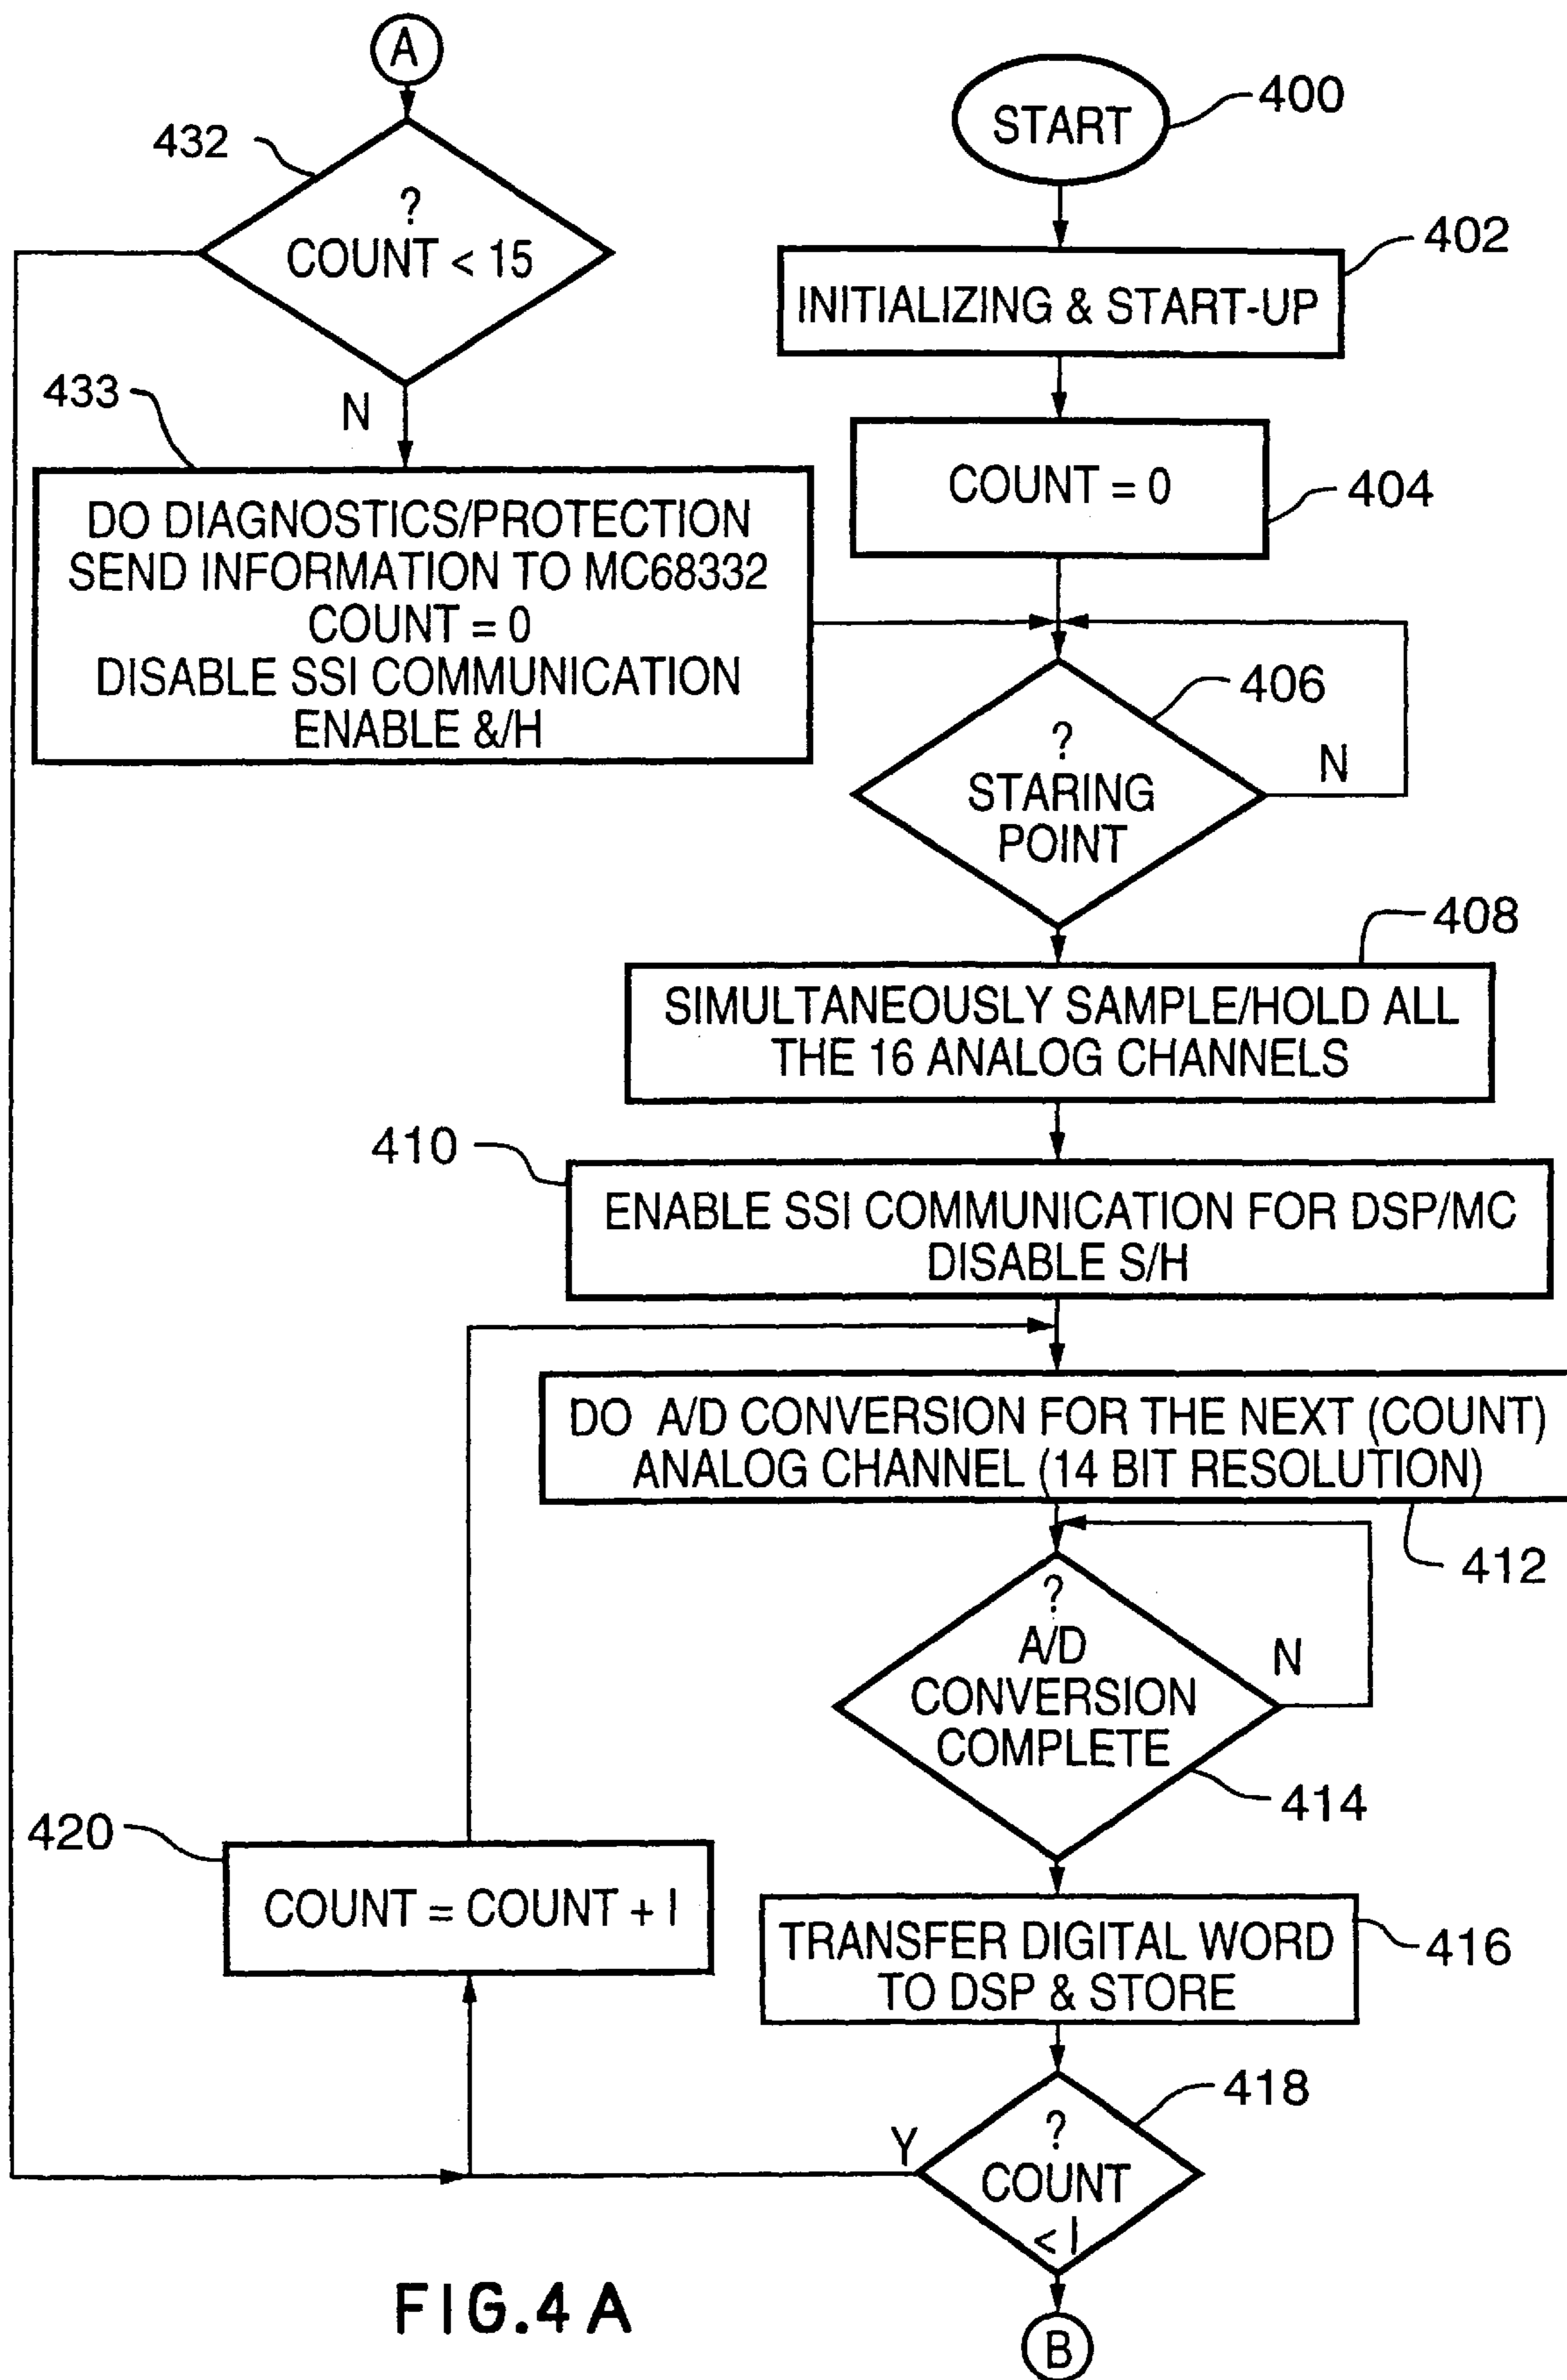 A
432
?
COUNT < 15
N
433
DO DIAGNOSTICS/PROTECTION
SEND INFORMATION TO MC68332
COUNT = 0
DISABLE SSI COMMUNICATION
ENABLE &/H
START
400
402
INITIALIZING & START-UP
COUNT = 0
404
406
?
STARING
POINT
N
408
SIMULTANEOUSLY SAMPLE/HOLD ALL
THE 16 ANALOG CHANNELS
410
ENABLE SSI COMMUNICATION FOR DSP/MC
DISABLE S/H
DO A/D CONVERSION FOR THE NEXT (COUNT)
ANALOG CHANNEL (14 BIT RESOLUTION)
412
?
A/D
CONVERSION
COMPLETE
N
414
420
COUNT = COUNT + I
TRANSFER DIGITAL WORD
TO DSP & STORE
416
418
Y
?
COUNT
< I
B
FIG.4 A